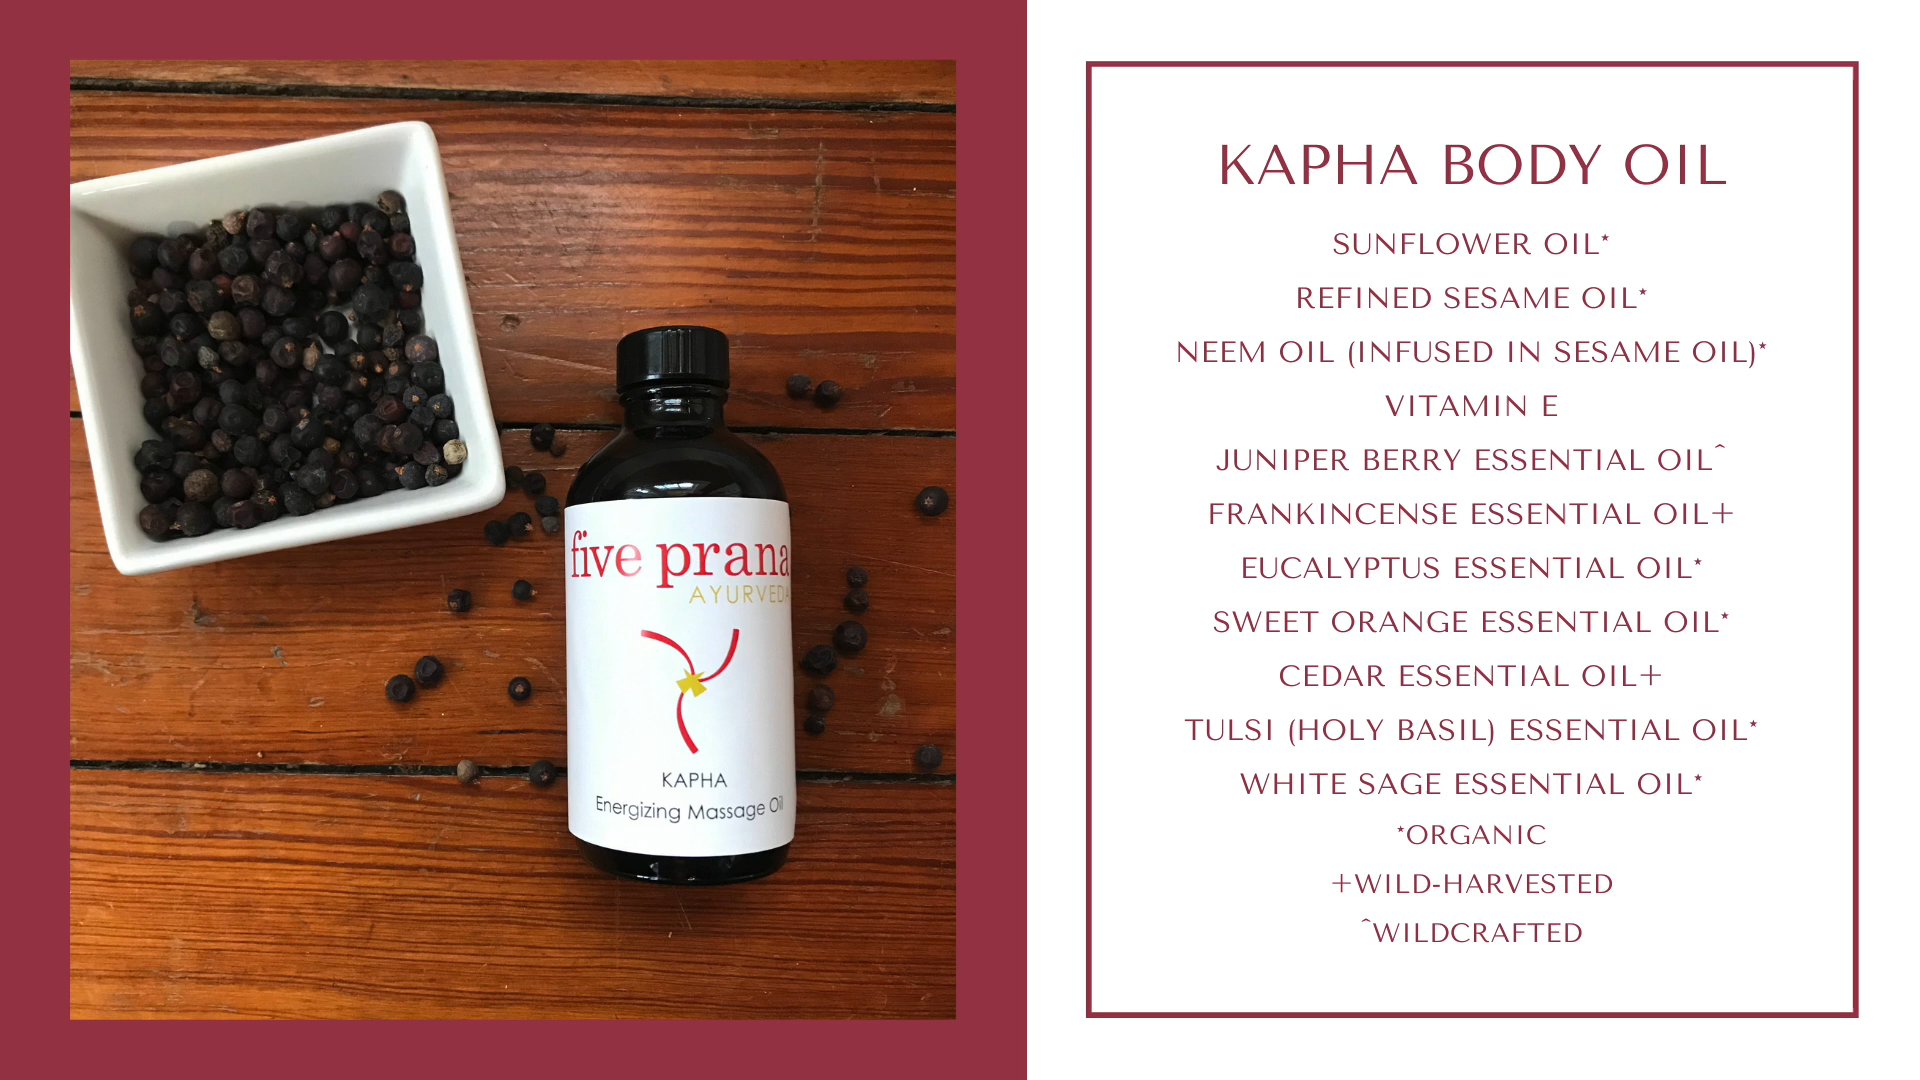 five prana
AYURVEDA
KAPHA
Energizing Massage Oil
KAPHA BODY OIL
SUNFLOWER OIL*
REFINED SESAME OIL*
NEEM OIL (INFUSED IN SESAME OIL)*
VITAMIN E
JUNIPER BERRY ESSENTIAL OIL^
FRANKINCENSE ESSENTIAL OIL+
EUCALYPTUS ESSENTIAL OIL*
SWEET ORANGE ESSENTIAL OIL*
CEDAR ESSENTIAL OIL+
TULSI (HOLY BASIL) ESSENTIAL OIL*
WHITE SAGE ESSENTIAL OIL*
*ORGANIC
+WILD-HARVESTED
^WILDCRAFTED